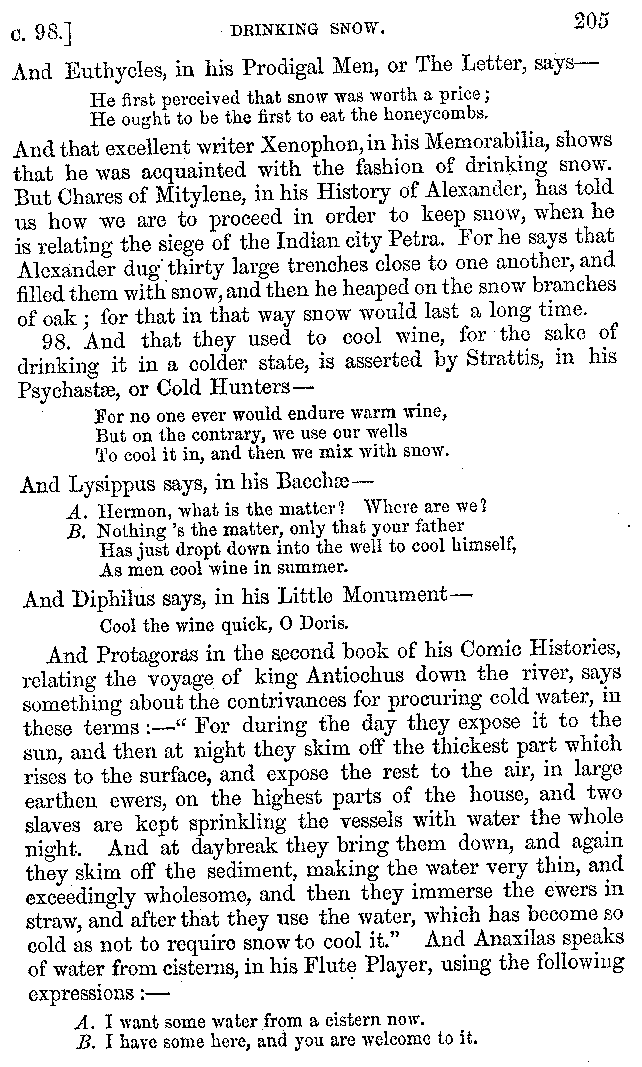 c. 98.] DRINKING SNOW. 205
And Euthycles, in his Prodigal Men, or The Letter, says—
He first perceived that snow was worth a price;
He ought to be the first to eat the honeycombs.
And that excellent writer Xenophon, in his Memorabilia, shows
that he was acquainted with the fashion of drinking snow.
But Chares of Mitylene, in his History of Alexander, has told
us how we are to proceed in order to keep snow, when he
is relating the siege of the Indian city Petra. For he says that
Alexander dug thirty large trenches close to one another, and
filled them with snow, and then he heaped on the snow branches
of oak; for that in that way snow would last a long time.
98. And that they used to cool wine, for the sake of
drinking it in a colder state, is asserted by Strattis, in his
Psychastæ, or Cold Hunters—
For no one ever would endure warm wine,
But on the contrary, we use our wells
To cool it in, and then we mix with snow.
And Lysippus says, in his Bacchæ—
A. Hermon, what is the matter? Where are we?
B. Nothing 's the matter, only that your father
Has just dropt down into the well to cool himself,
As men cool wine in summer.
And Diphilus says, in his Little Monument—
Cool the wine quick, O Doris.
And Protagoras in the second book of his Comic Histories,
relating the voyage of king Antiochus down the river, says
something about the contrivances for procuring cold water, in
these terms:—“ For during the day they expose it to the
sun, and then at night they skim off the thickest part which
rises to the surface, and expose the rest to the air, in large
earthen ewers, on the highest parts of the house, and two
slaves are kept sprinkling the vessels with water the whole
night. And at daybreak they bring them down, and again
they skim off the sediment, making the water very thin, and
exceedingly wholesome, and then they immerse the ewers in
straw, and after that they use the water, which has become so
cold as not to require snow to cool it.” And Anaxilas speaks
of water from cisterns, in his Flute Player, using the following
expressions:—
A. I want some water from a cistern now.
B. I have some here, and you are welcome to it.